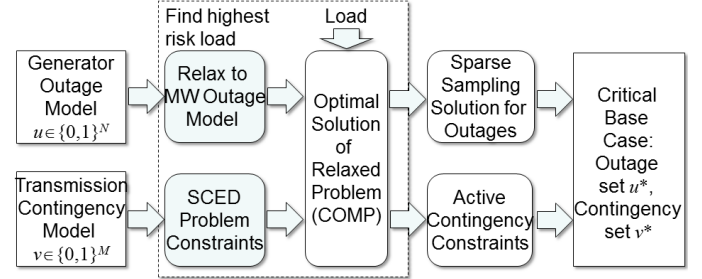 Find highest
risk load
Load
Generator
Outage
Model
u∈{0,1}ᴺ
Relax to
MW Outage
Model
Optimal
Solution
of
Relaxed
Problem
(COMP)
Sparse
Sampling
Solution for
Outages
Critical
Base
Case:
Outage
set u*,
Contingency
set v*
Transmission
Contingency
Model
v∈{0,1}ᴹ
SCED
Problem
Constraints
Active
Contingency
Constraints